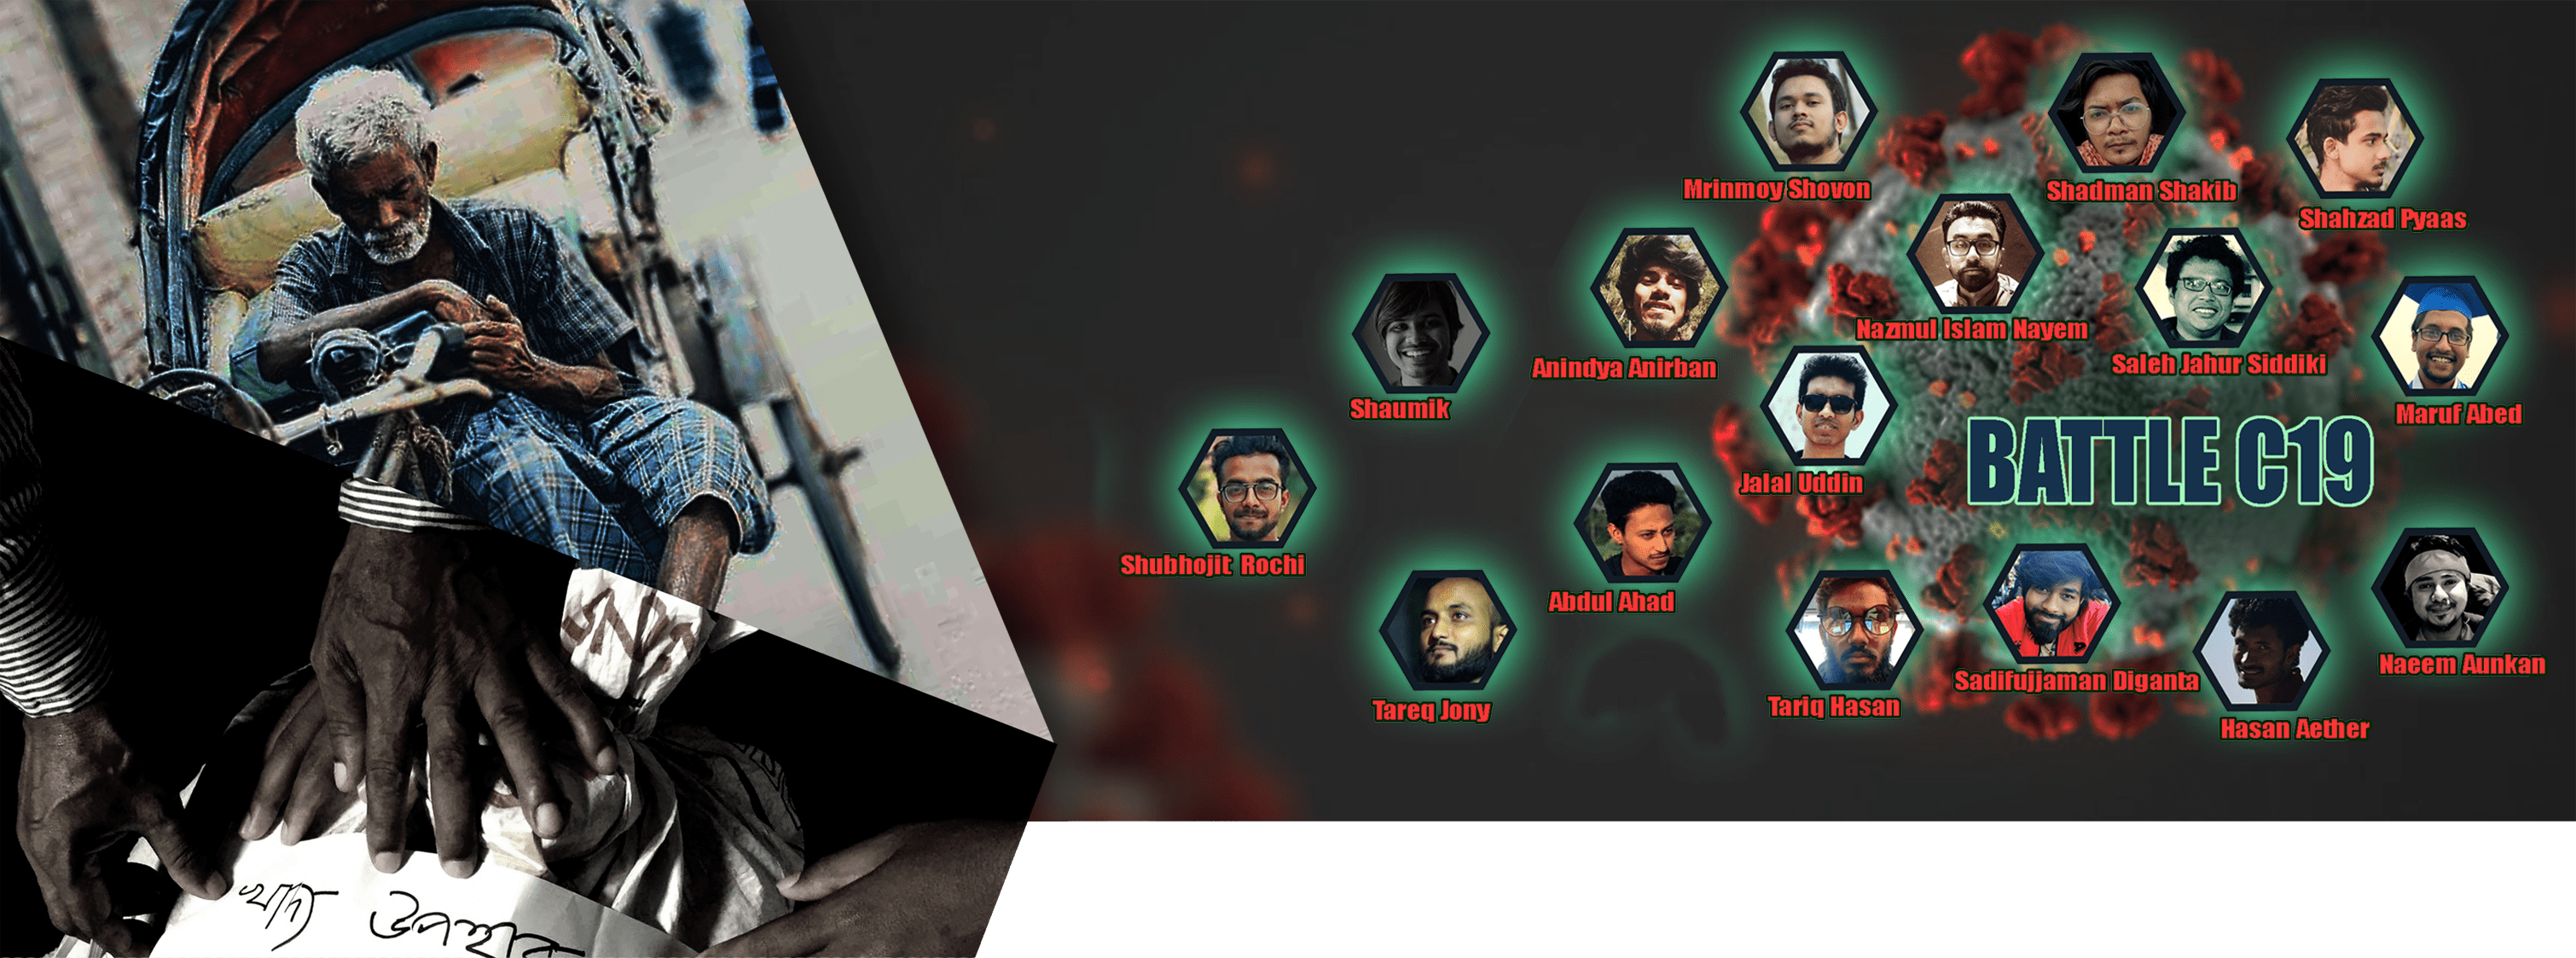 Mrinmoy Shovon
Shadman Shakib
Shahzad Pyaas
Nazmul Islam Nayem
Saleh Jahur Siddiki
Anindya Anirban
Shaumik
Maruf Abed
BATTLE C19
Jalal Uddin
Shubhojit Rochi
Abdul Ahad
Naeem Aunkan
Sadifujjaman Diganta
Tariq Hasan
Tareq Jony
Hasan Aether
খাদ্য উপহার